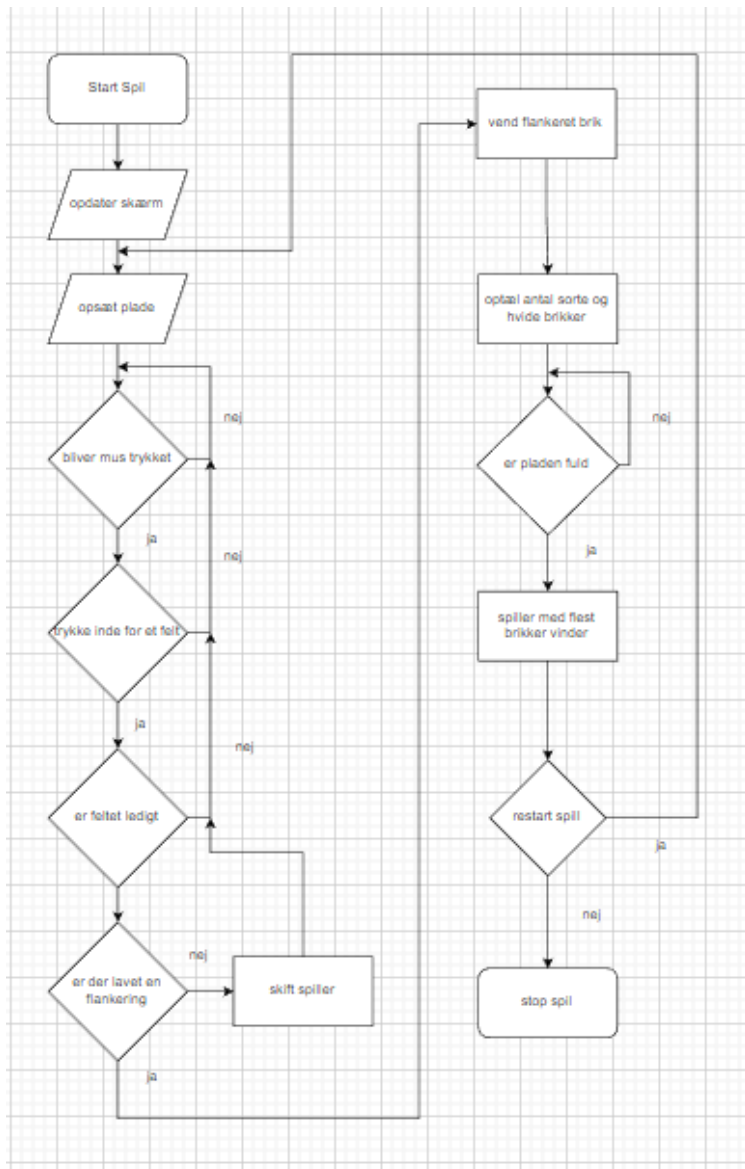 Start Spil
opdater skærm
opsæt plade
nej
bliver mus trykket
ja
nej
trykke inde for et felt
ja
nej
er feltet ledigt
nej
er der lavet en
flankering
skift spiller
ja
vend flankeret brik
optæl antal sorte og
hvide brikker
nej
er pladen fuld
ja
spiller med flest
brikker vinder
restart spil
ja
nej
stop spil